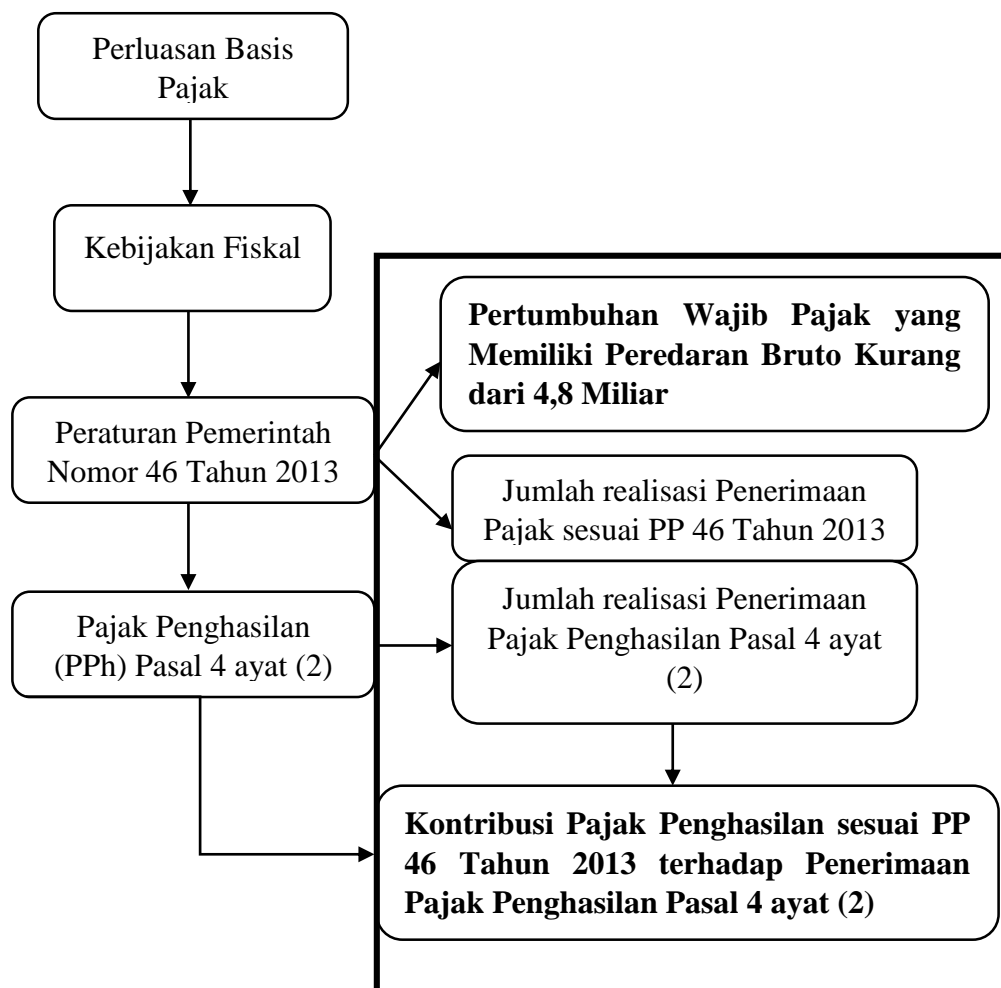 Perluasan Basis
Pajak
Kebijakan Fiskal
Pertumbuhan Wajib Pajak yang
Memiliki Peredaran Bruto Kurang
dari 4,8 Miliar
Peraturan Pemerintah
Nomor 46 Tahun 2013
Jumlah realisasi Penerimaan
Pajak sesuai PP 46 Tahun 2013
Pajak Penghasilan
(PPh) Pasal 4 ayat (2)
Jumlah realisasi Penerimaan
Pajak Penghasilan Pasal 4 ayat
(2)
Kontribusi Pajak Penghasilan sesuai PP
46 Tahun 2013 terhadap Penerimaan
Pajak Penghasilan Pasal 4 ayat (2)